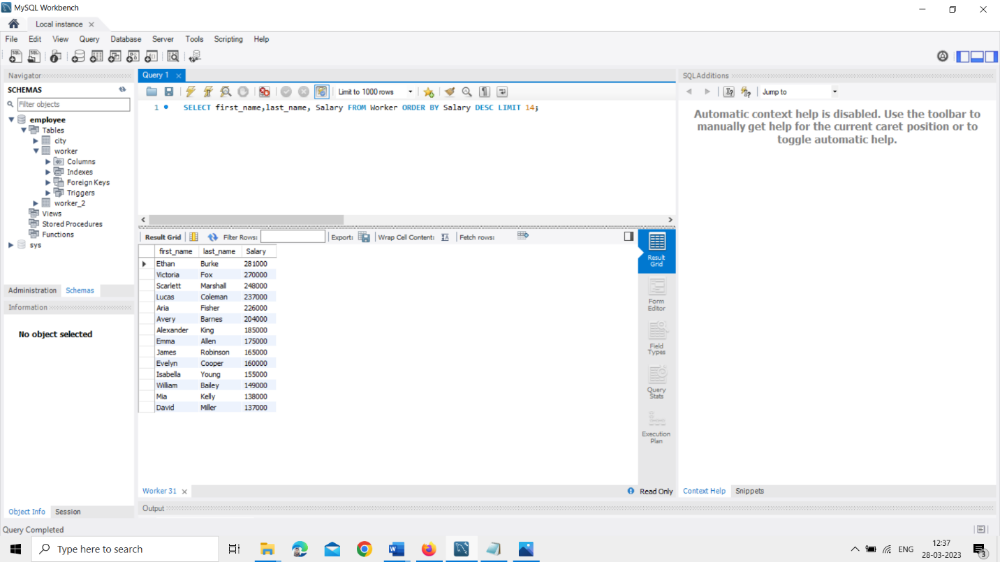 MySQL Workbench
Local instance
File Edit View Query Database Server Tools Scripting Help
Navigator
SCHEMAS
Filter objects
employee
Tables
city
worker
Columns
Indexes
Foreign Keys
Triggers
worker_2
Views
Stored Procedures
Functions
sys
Administration Schemas
Information
No object selected
Object Info Session
Query 1
Limit to 1000 rows
1 SELECT first_name,last_name, Salary FROM Worker ORDER BY Salary DESC LIMIT 14;
Result Grid Filter Rows: Export: Wrap Cell Content: Fetch rows:
first_name last_name Salary
Ethan Burke 281000
Victoria Fox 270000
Scarlett Marshall 248000
Lucas Coleman 237000
Aria Fisher 226000
Avery Barnes 204000
Alexander King 185000
Emma Allen 175000
James Robinson 165000
Evelyn Cooper 160000
Isabella Young 155000
William Bailey 149000
Mia Kelly 138000
David Miller 137000
Result
Grid
Form
Editor
Field
Types
Query
Stats
Execution
Plan
Worker 31 Read Only
Output
SQLAdditions
Jump to
Automatic context help is disabled. Use the toolbar to
manually get help for the current caret position or to
toggle automatic help.
Context Help Snippets
Query Completed
Type here to search
ENG
12:37
28-03-2023
3